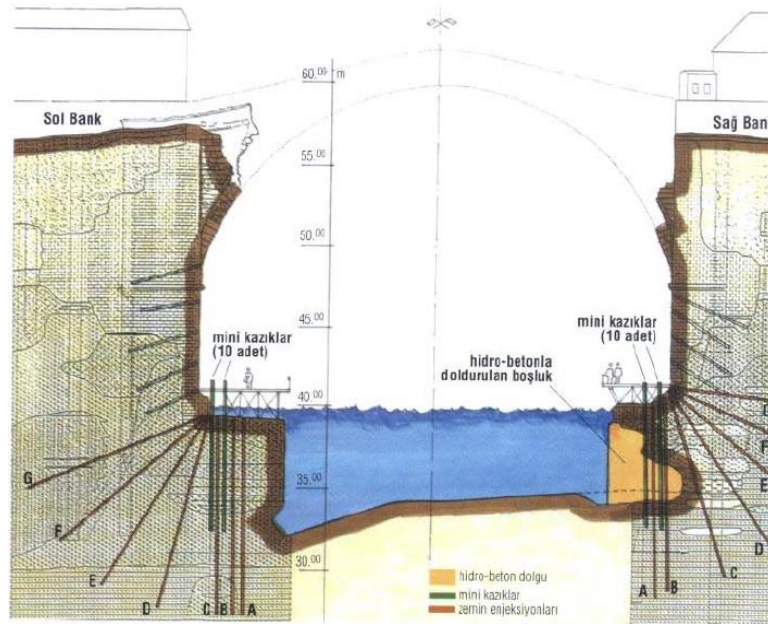 60,00 m
Sol Bank
Sağ Ban
55,00
50,00
45,00
mini kazıklar
(10 adet)
mini kazıklar
(10 adet)
hidro-betonla
doldurulan boşluk
40,00
35,00
30,00
G
F
E
D
C B A
A B
C
D
E
F
hidro-beton dolgu
mini kazıklar
zemin enjeksiyonları